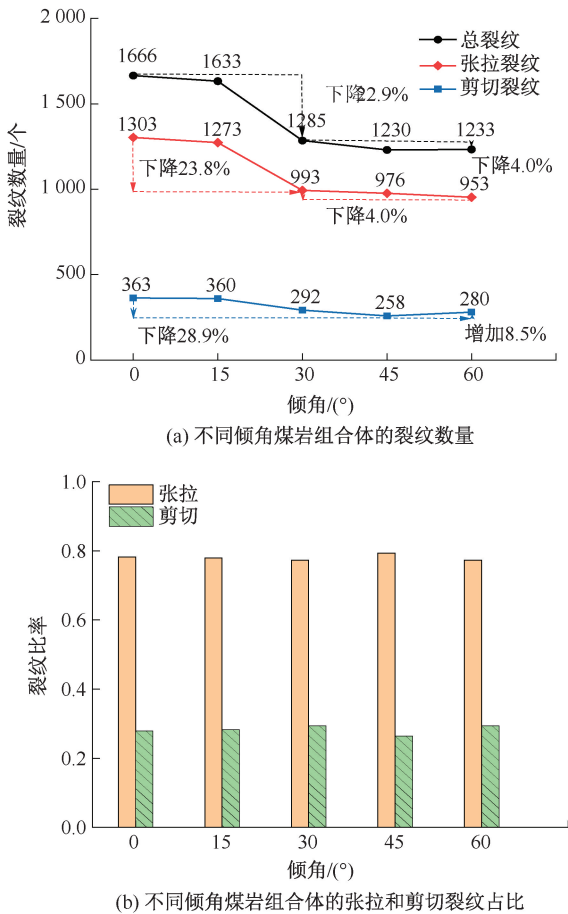 2 000
1 500
1 000
500
0
裂纹数量/个
总裂纹
张拉裂纹
剪切裂纹
1666
1633
1285
1230
1233
下降22.9%
下降4.0%
1303
1273
993
976
953
下降23.8%
下降4.0%
363
360
292
258
280
下降28.9%
增加8.5%
0
15
30
45
60
倾角/(°)
(a) 不同倾角煤岩组合体的裂纹数量
1.0
0.8
0.6
0.4
0.2
0.0
裂纹比率
张拉
剪切
0
15
30
45
60
倾角/(°)
(b) 不同倾角煤岩组合体的张拉和剪切裂纹占比